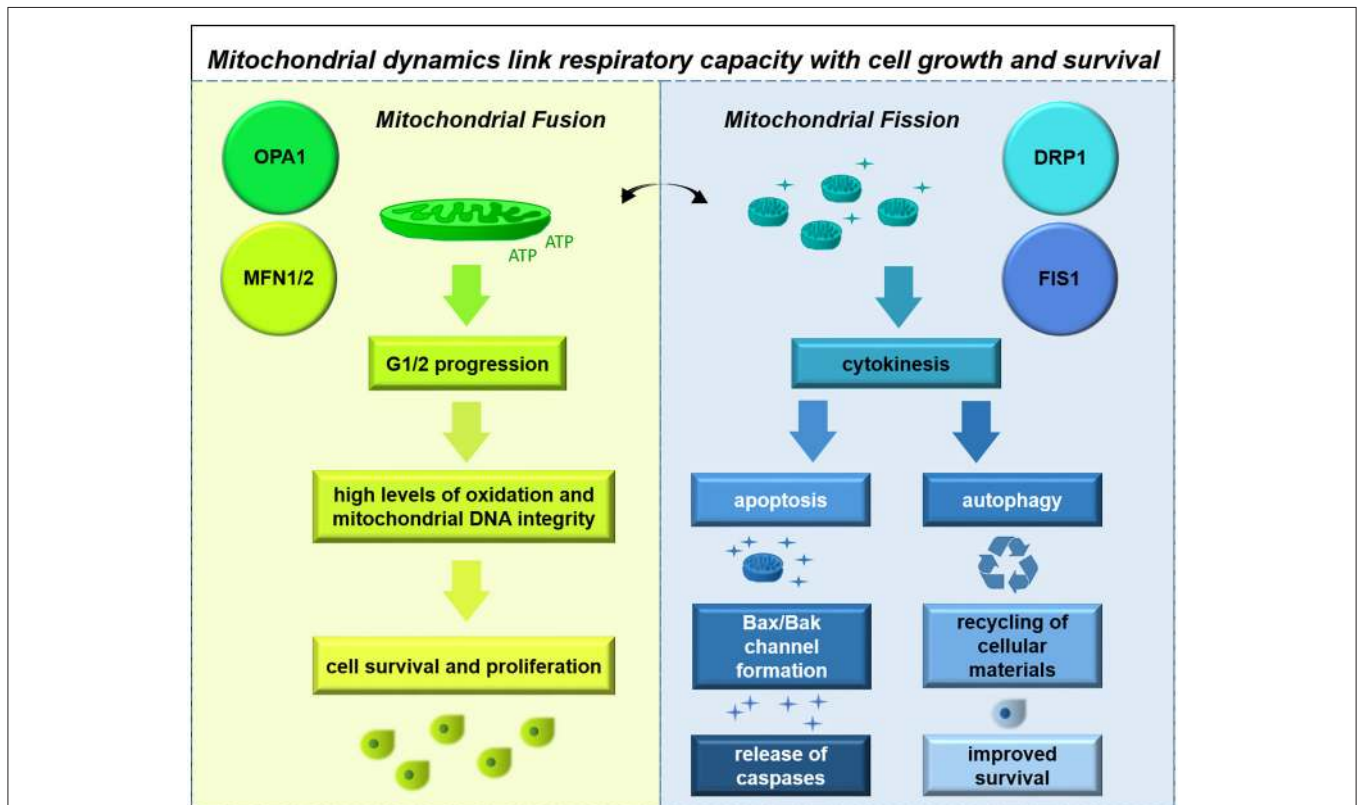 Mitochondrial dynamics link respiratory capacity with cell growth and survival
Mitochondrial Fusion
OPA1
MFN1/2
ATP
ATP
G1/2 progression
high levels of oxidation and
mitochondrial DNA integrity
cell survival and proliferation
Mitochondrial Fission
DRP1
FIS1
cytokinesis
apoptosis
Bax/Bak
channel
formation
release of
caspases
autophagy
recycling of
cellular
materials
improved
survival